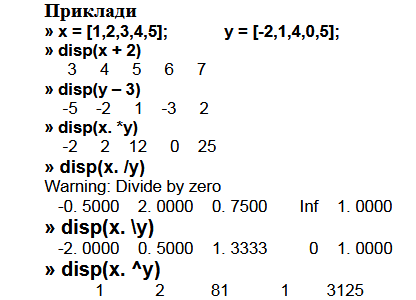 Приклади
» x = [1,2,3,4,5]; y = [-2,1,4,0,5];
» disp(x + 2)
3 4 5 6 7
» disp(y – 3)
-5 -2 1 -3 2
» disp(x. *y)
-2 2 12 0 25
» disp(x. /y)
Warning: Divide by zero
-0. 5000 2. 0000 0. 7500 Inf 1. 0000
» disp(x. \y)
-2. 0000 0. 5000 1. 3333 0 1. 0000
» disp(x. ^y)
1 2 81 1 3125